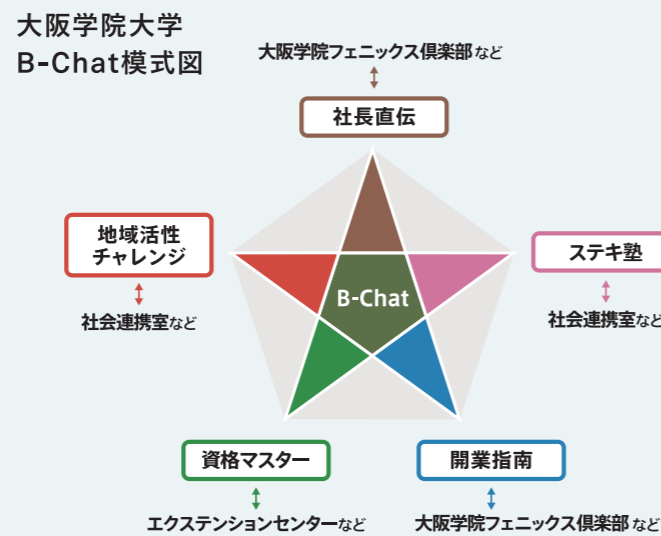 大阪学院大学
B-Chat模式図
大阪学院フェニックス倶楽部など
社長直伝
地域活性
チャレンジ
社会連携室など
ステキ塾
社会連携室など
B-Chat
資格マスター
エクステンションセンターなど
開業指南
大阪学院フェニックス倶楽部など